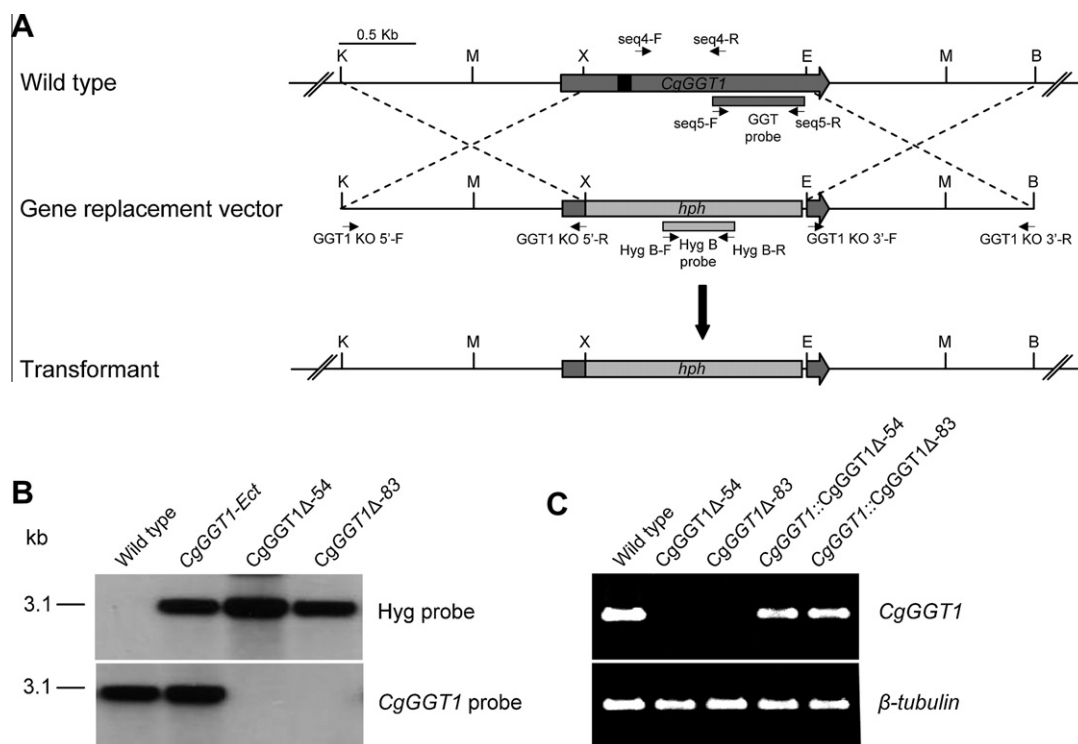 A
0.5 Kb
K M X seq4-F seq4-R E M B
Wild type
CgGGT1
seq5-F GGT probe seq5-R
K M X E M B
Gene replacement vector
hph
GGT1 KO 5'-F GGT1 KO 5'-R Hyg B-F Hyg B probe Hyg B-R GGT1 KO 3'-F GGT1 KO 3'-R
K M X E M B
Transformant
hph
B
kb
Wild type CgGGT1-Ect CgGGT1Δ-54 CgGGT1Δ-83
3.1 Hyg probe
3.1 CgGGT1 probe
C
Wild type CgGGT1Δ-54 CgGGT1Δ-83 CgGGT1::CgGGT1Δ-54 CgGGT1::CgGGT1Δ-83
CgGGT1
β-tubulin